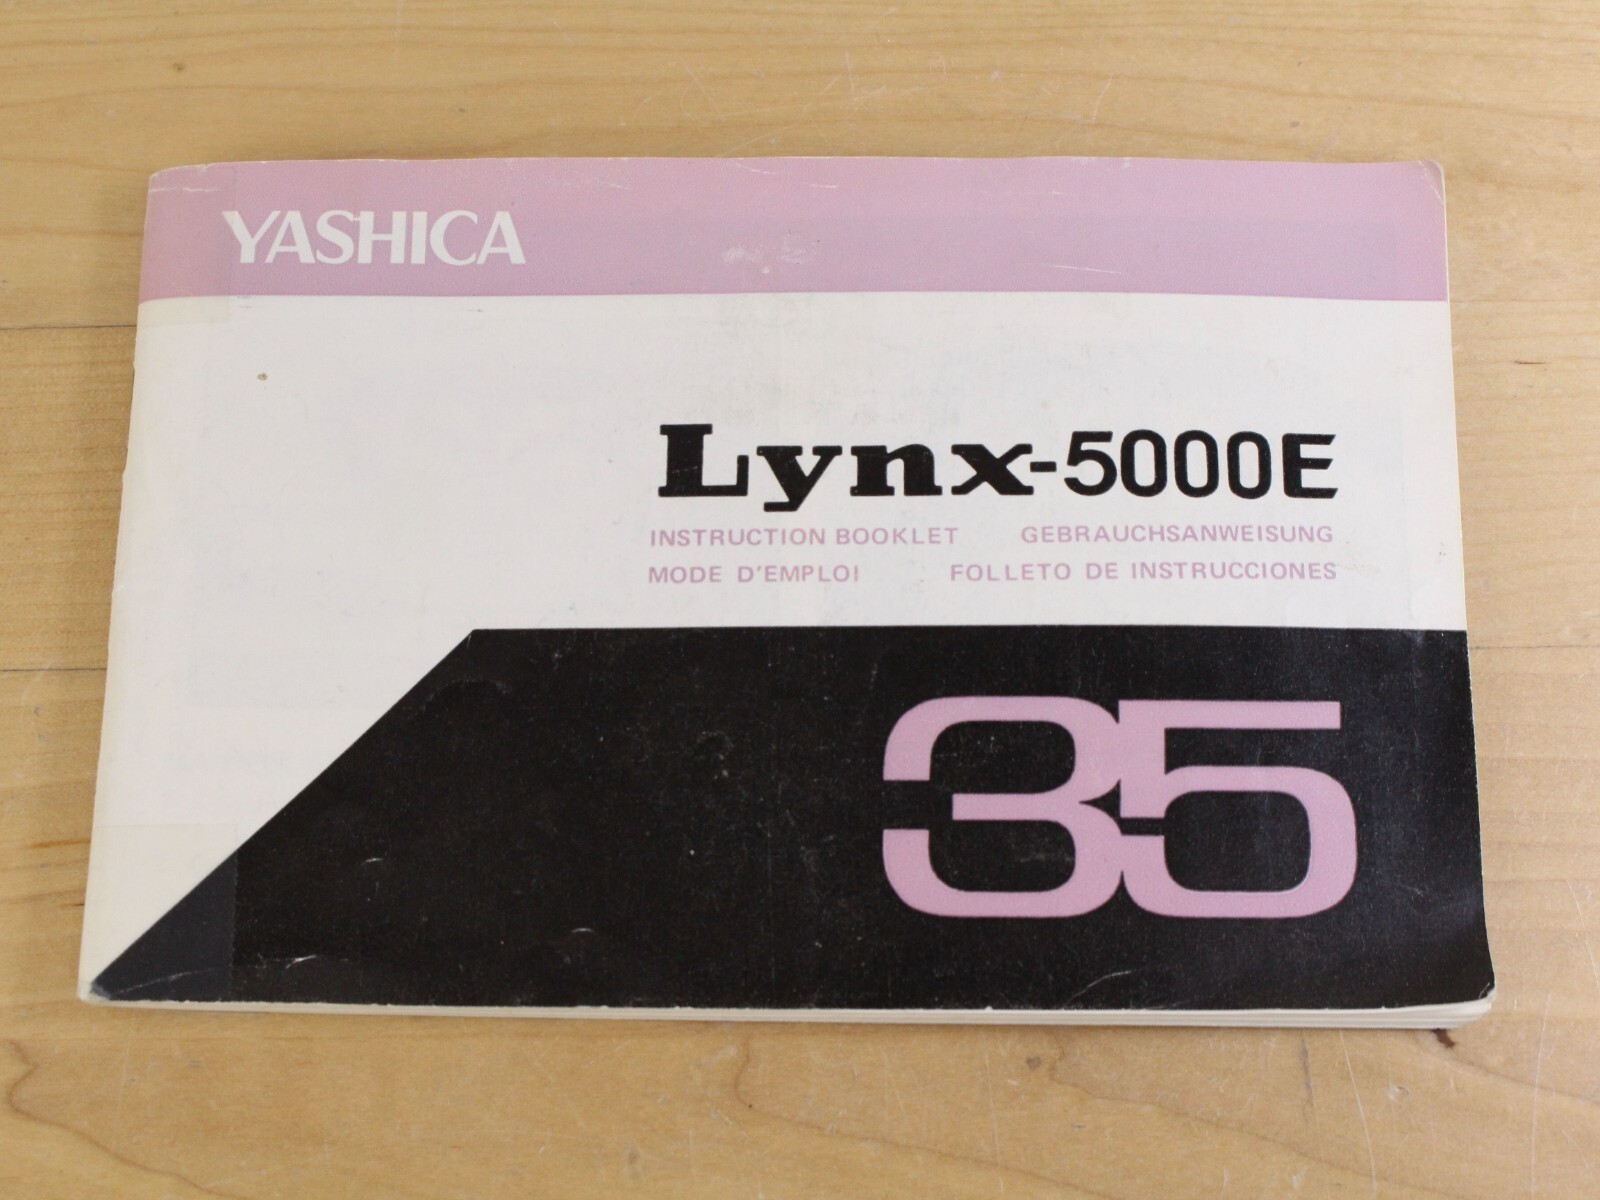 YASHICA
Lynx-5000E
INSTRUCTION BOOKLET GEBRAUCHSANWEISUNG
MODE D'EMPLOI FOLLETO DE INSTRUCCIONES
35